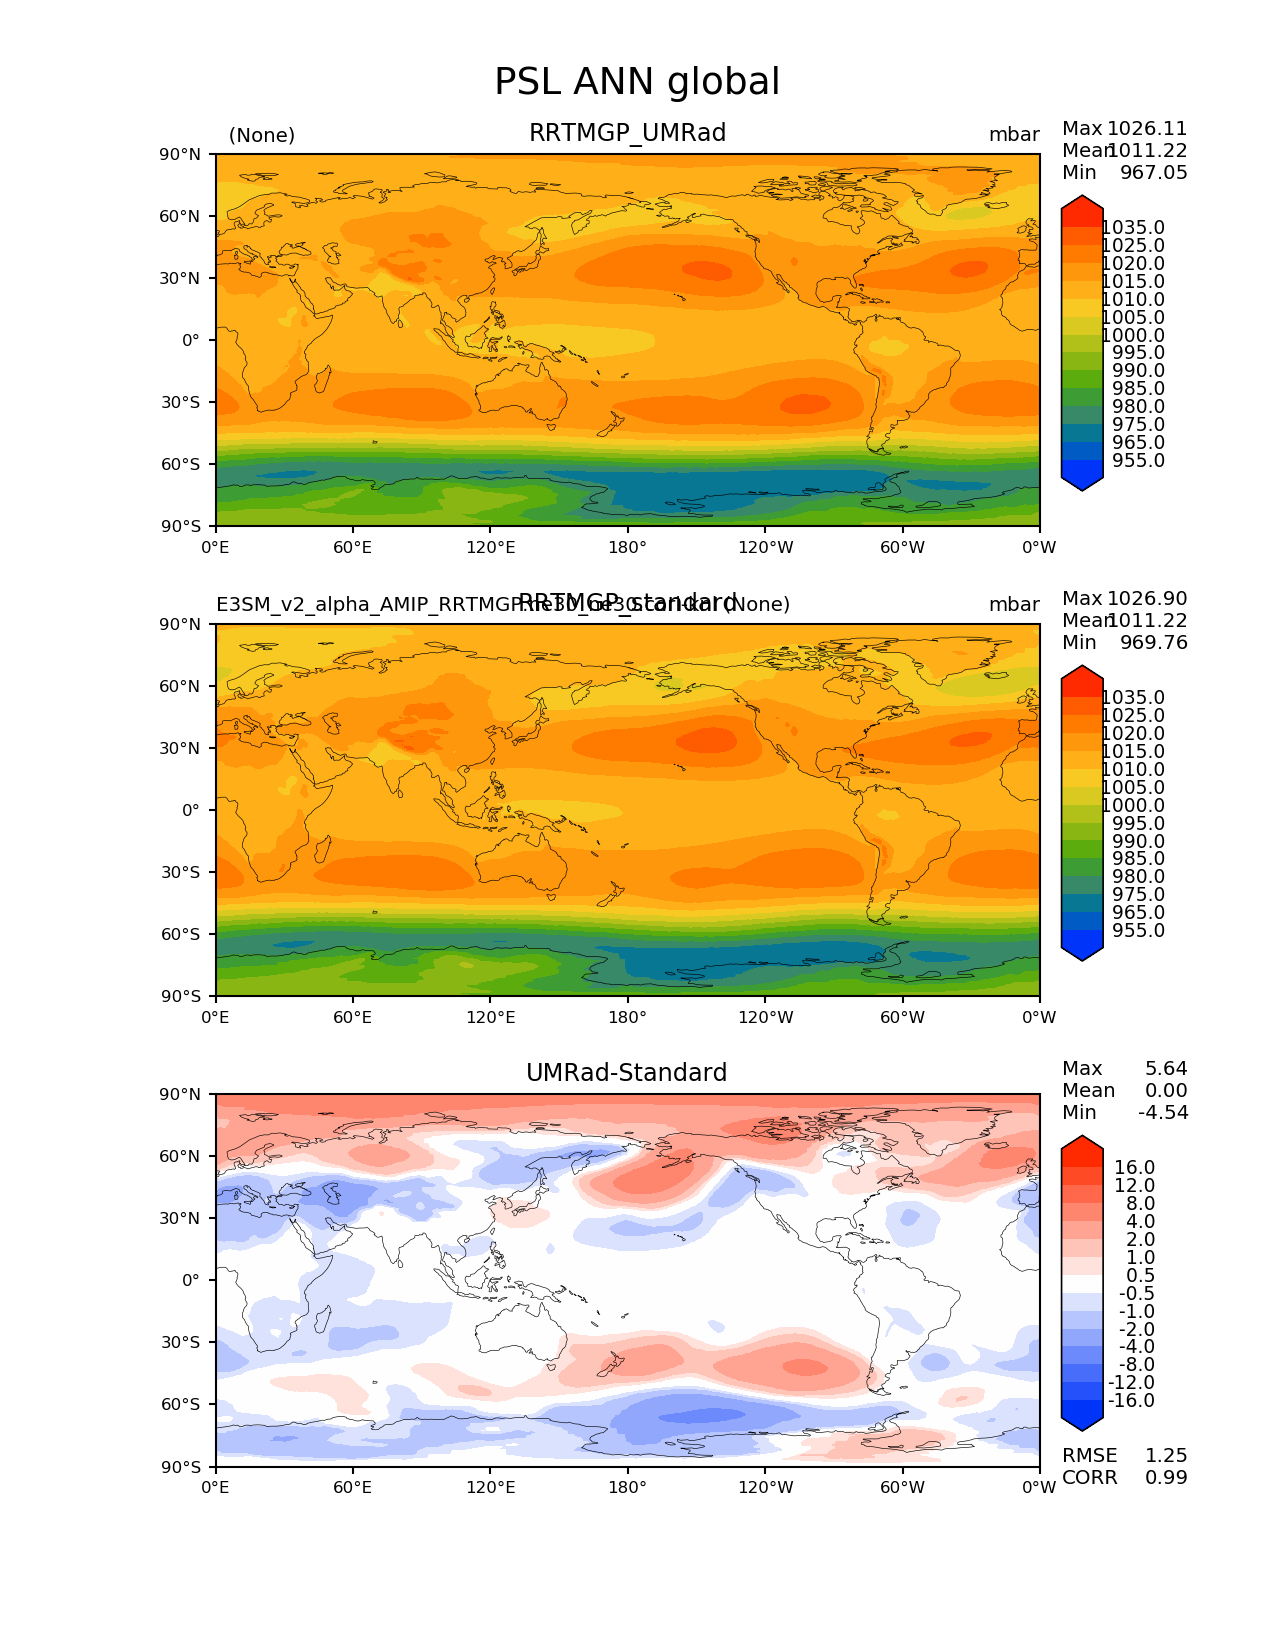 PSL ANN global
(None) RRTMGP_UMRad mbar
Max 1026.11
Mean 1011.22
Min 967.05
90°N
60°N
30°N
0°
30°S
60°S
90°S
0°E 60°E 120°E 180° 120°W 60°W 0°W
1035.0
1025.0
1020.0
1015.0
1010.0
1005.0
1000.0
995.0
990.0
985.0
980.0
975.0
965.0
955.0
RRTMGP_standard
E3SM_v2_alpha_AMIP_RRTMGP (None) mbar
Max 1026.90
Mean 1011.22
Min 969.76
90°N
60°N
30°N
0°
30°S
60°S
90°S
0°E 60°E 120°E 180° 120°W 60°W 0°W
1035.0
1025.0
1020.0
1015.0
1010.0
1005.0
1000.0
995.0
990.0
985.0
980.0
975.0
965.0
955.0
UMRad-Standard
Max 5.64
Mean 0.00
Min -4.54
90°N
60°N
30°N
0°
30°S
60°S
90°S
0°E 60°E 120°E 180° 120°W 60°W 0°W
16.0
12.0
8.0
4.0
2.0
1.0
0.5
-0.5
-1.0
-2.0
-4.0
-8.0
-12.0
-16.0
RMSE 1.25
CORR 0.99